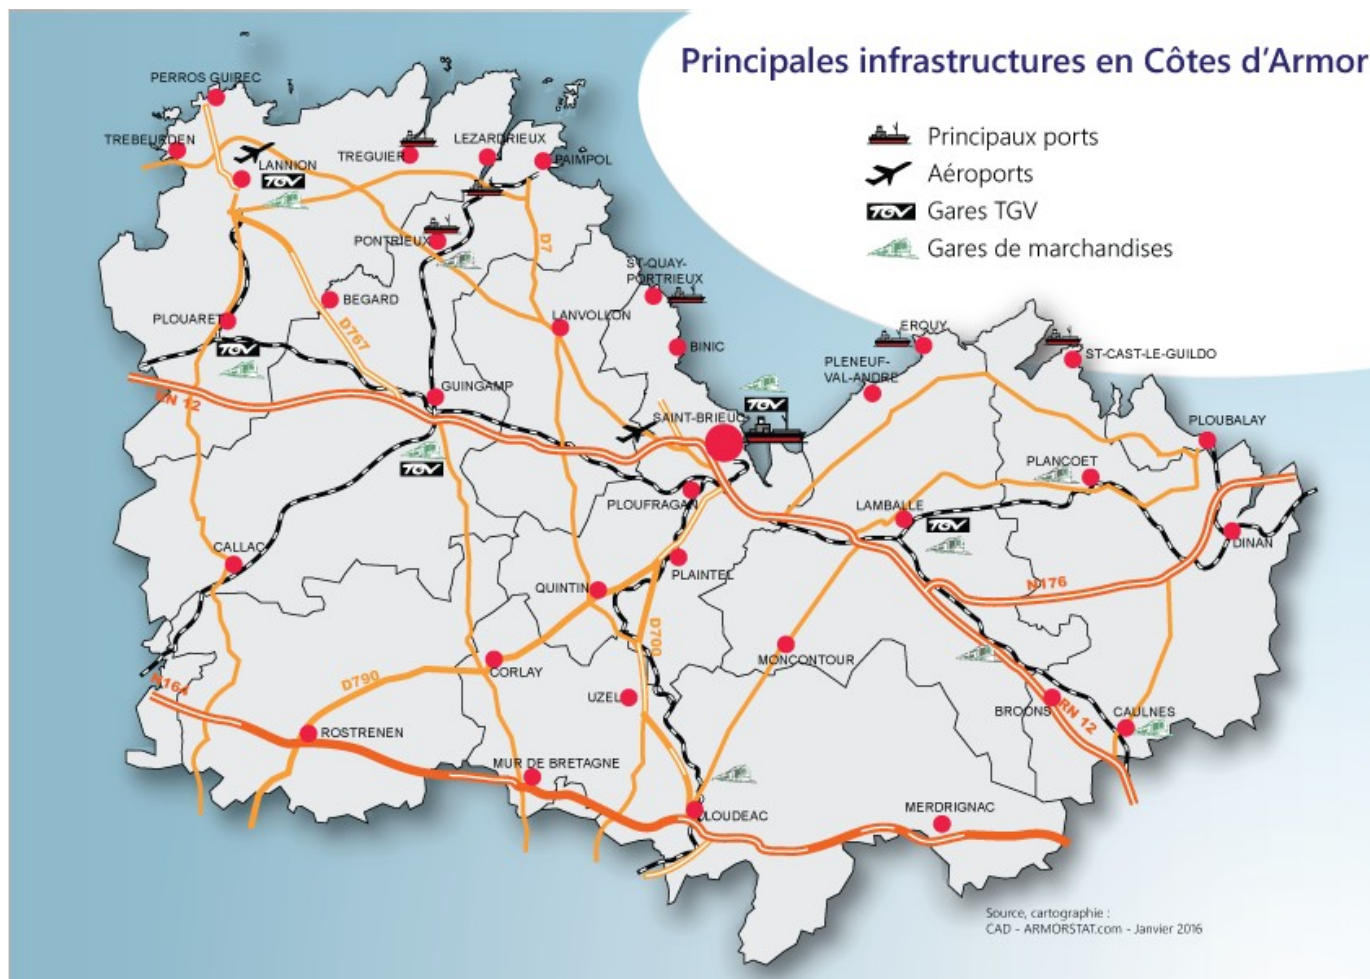 Principales infrastructures en Côtes d'Armor
Principaux ports
Aéroports
TGV Gares TGV
Gares de marchandises
PERROS GUIREC
TREBEURDEN
LANNION
TGV
TREGUIER
LEZARDRIEUX
PAIMPOL
PONTRIEUX
D7
ST-QUAY-
PORTRIEUX
BEGARD
PLOUARET
TGV
D767
LANVOLLON
BINIC
EROUY
ST-CAST-LE-GUILDO
PLENEUF-
VAL-ANDRE
RN 12
GUINGAMP
TGV
SAINT-BRIEUC
TGV
PLOUBALAY
PLOUFRAGAN
PLANCOET
LAMBALLE
TGV
DINAN
CALLAC
PLAINTEL
QUINTIN
N176
D700
MONCONTOUR
CORLAY
D790
N164
UZEL
BROONS
RN 12
CAULNES
ROSTRENEN
MUR DE BRETAGNE
LOUDEAC
MERDRIGNAC
Source, cartographie :
CAD - ARMORSTAT.com - Janvier 2016